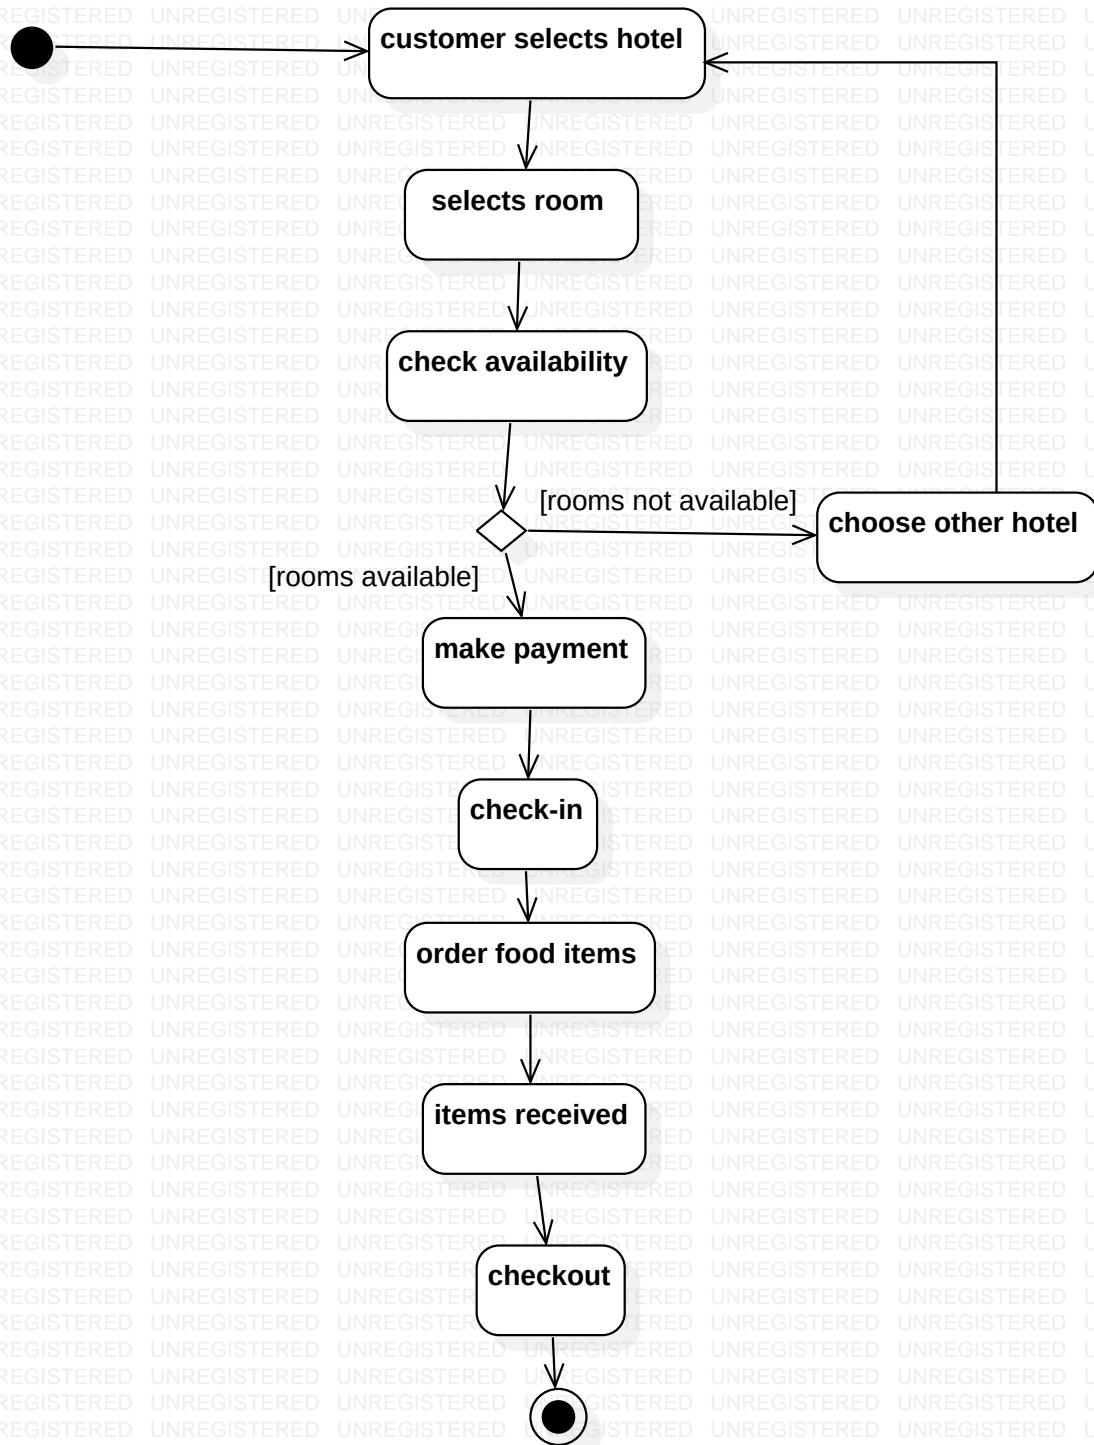 customer selects hotel
selects room
check availability
[rooms not available]
choose other hotel
[rooms available]
make payment
check-in
order food items
items received
checkout
UNREGISTERED